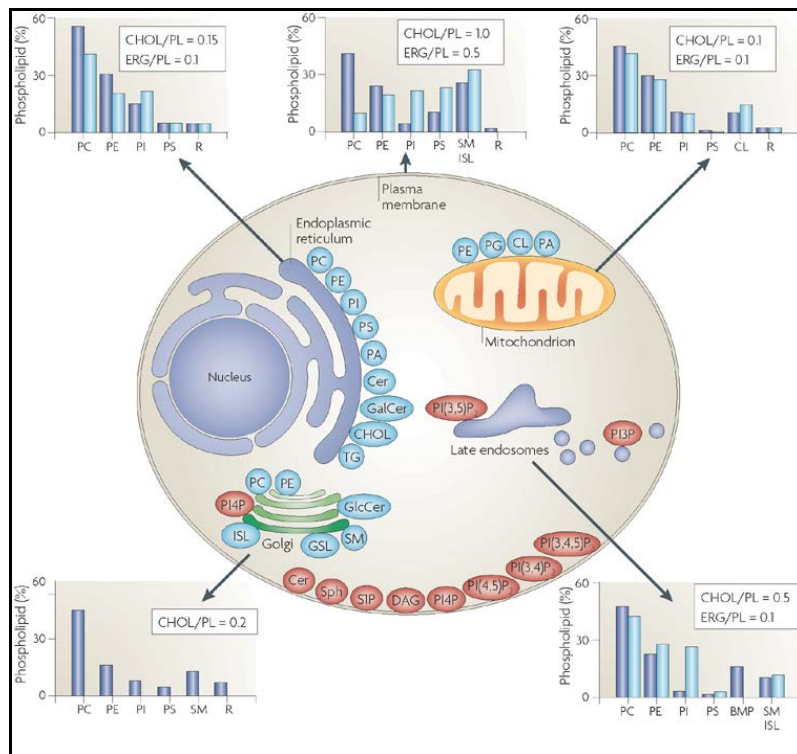 Phospholipid (%)
60
30
0
CHOL/PL = 0.15
ERG/PL = 0.1
PC PE PI PS R
Phospholipid (%)
60
30
0
CHOL/PL = 1.0
ERG/PL = 0.5
PC PE PI PS SM R
ISL
Phospholipid (%)
60
30
0
CHOL/PL = 0.1
ERG/PL = 0.1
PC PE PI PS CL R
Plasma
membrane
Endoplasmic
reticulum
PC
PE
PI
PS
PA
Cer
GalCer
CHOL
TG
Nucleus
PE PG CL PA
Mitochondrion
PI(3,5)P
Late endosomes
PI3P
PC PE
PI4P
GlcCer
ISL
Golgi
GSL
SM
Cer
Sph
S1P
DAG
PI4P
PI(4,5)P
PI(3,4)P
PI(3,4,5)P
Phospholipid (%)
60
30
0
CHOL/PL = 0.2
PC PE PI PS SM R
Phospholipid (%)
60
30
0
CHOL/PL = 0.5
ERG/PL = 0.1
PC PE PI PS BMP SM
ISL